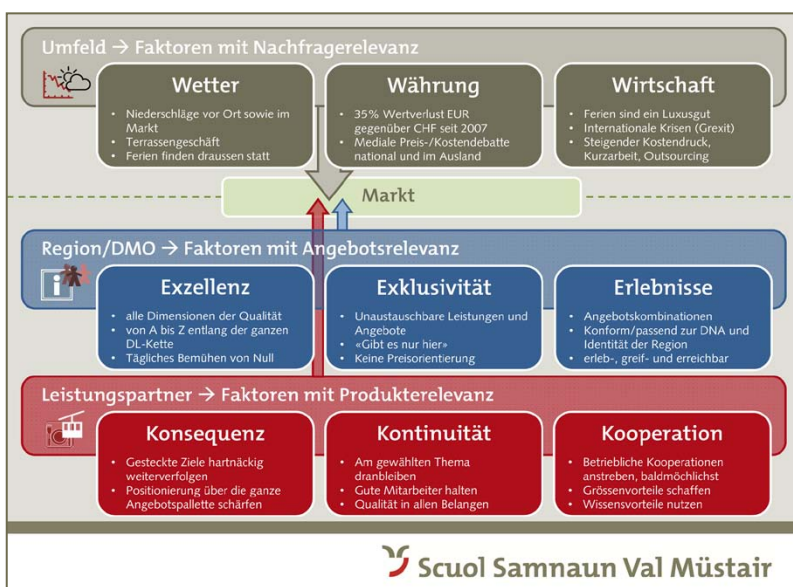 Umfeld → Faktoren mit Nachfragerelevanz
Wetter
• Niederschläge vor Ort sowie im
Markt
• Terrassengeschäft
• Ferien finden draussen statt
Währung
• 35% Wertverlust EUR
gegenüber CHF seit 2007
• Mediale Preis-/Kostendebatte
national und im Ausland
Wirtschaft
• Ferien sind ein Luxusgut
• Internationale Krisen (Grexit)
• Steigender Kostendruck,
Kurzarbeit, Outsourcing
Markt
Region/DMO → Faktoren mit Angebotsrelevanz
Exzellenz
• alle Dimensionen der Qualität
• von A bis Z entlang der ganzen
DL-Kette
• Tägliches Bemühen von Null
Exklusivität
• Unaustauschbare Leistungen und
Angebote
• «Gibt es nur hier»
• Keine Preisorientierung
Erlebnisse
• Angebotskombinationen
• Konform/passend zur DNA und
Identität der Region
• erleb-, greif- und erreichbar
Leistungspartner → Faktoren mit Produkterelevanz
Konsequenz
• Gesteckte Ziele hartnäckig
weiterverfolgen
• Positionierung über die ganze
Angebotspallette schärfen
Kontinuität
• Am gewählten Thema
dranbleiben
• Gute Mitarbeiter halten
• Qualität in allen Belangen
Kooperation
• Betriebliche Kooperationen
anstreben, baldmöglichst
• Grössenvorteile schaffen
• Wissensvorteile nutzen
Scuol Samnaun Val Müstair